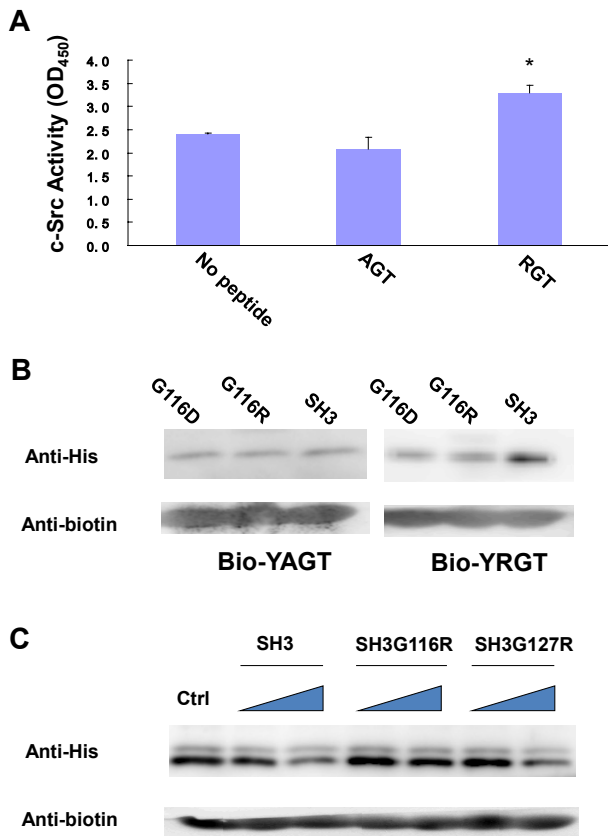 A
c-Src Activity (OD450)
4.0
3.5
3.0
2.5
2.0
1.5
1.0
0.5
0.0
*
No peptide
AGT
RGT
B
G116D
G116R
SH3
G116D
G116R
SH3
Anti-His
Anti-biotin
Bio-YAGT
Bio-YRGT
C
SH3
SH3G116R
SH3G127R
Ctrl
Anti-His
Anti-biotin